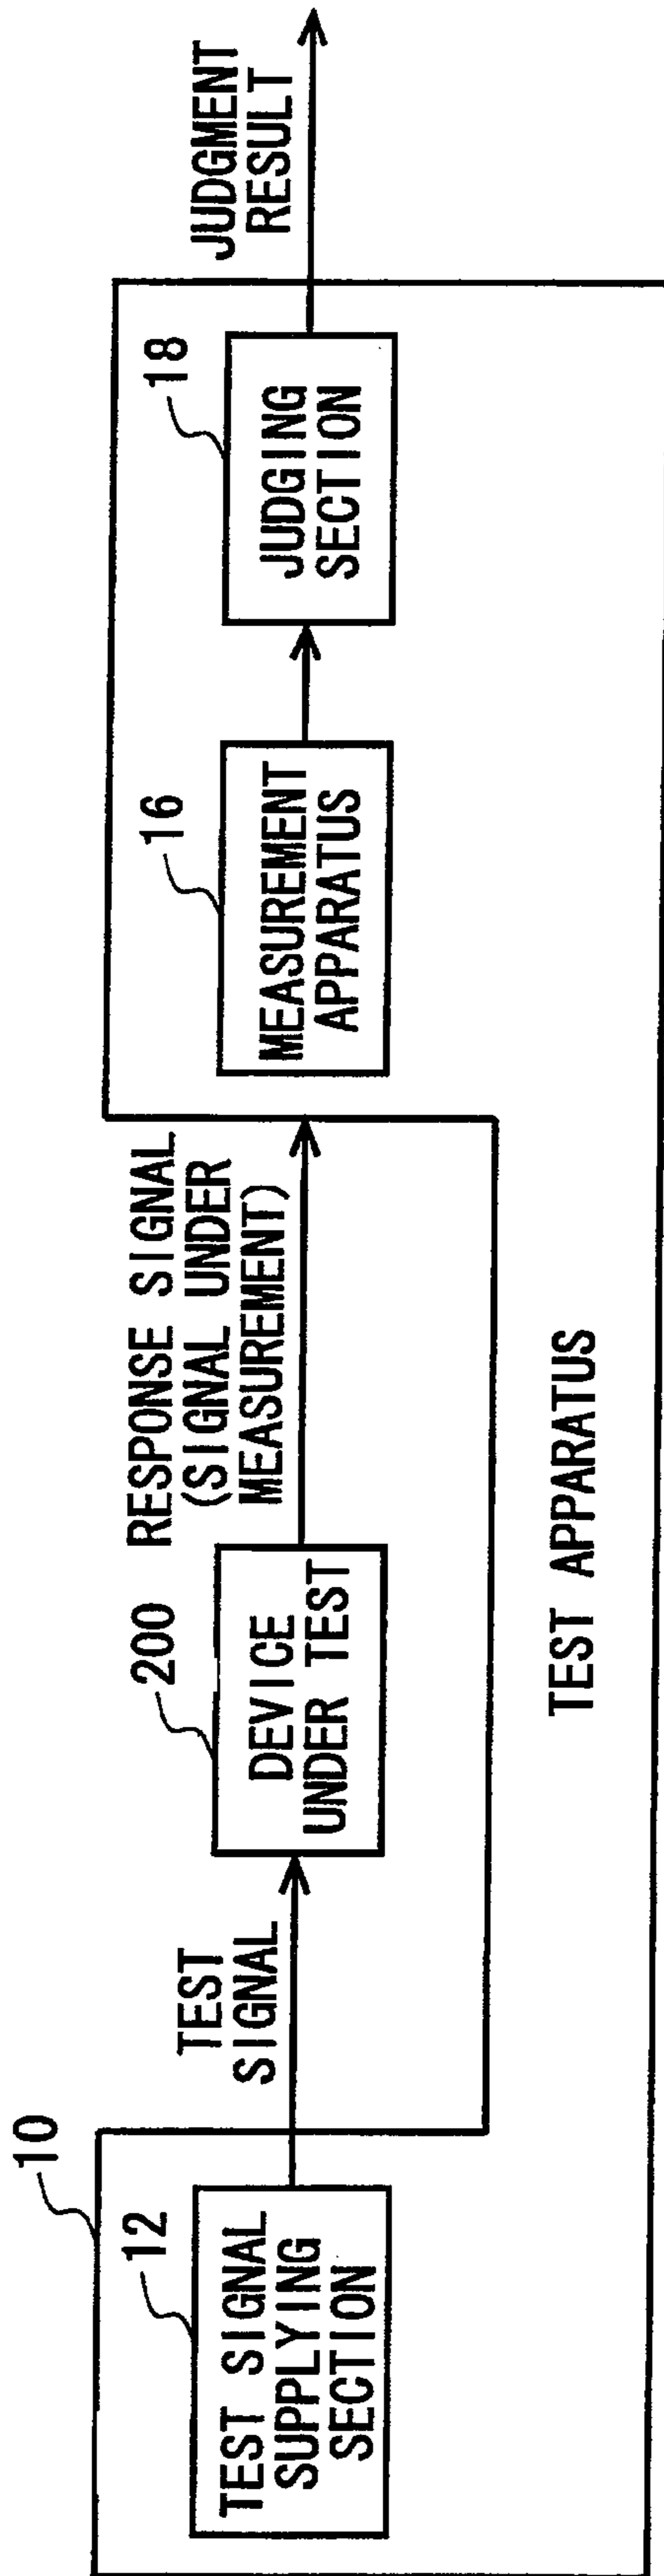 10
12
TEST SIGNAL
SUPPLYING
SECTION
TEST
SIGNAL
200
DEVICE
UNDER TEST
RESPONSE SIGNAL
(SIGNAL UNDER
MEASUREMENT)
16
MEASUREMENT
APPARATUS
18
JUDGING
SECTION
JUDGMENT
RESULT
TEST APPARATUS